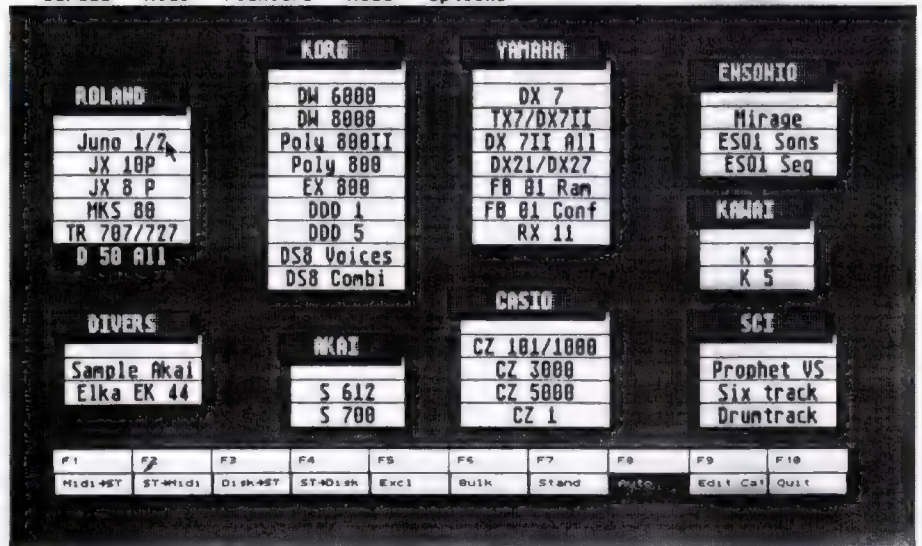 ROLAND
Juno 1/2
JX 10P
JX 8 P
MKS 80
TR 707/727
D 50 All
KORG
DW 6000
DW 8000
Poly 800II
Poly 800
EX 800
DDD 1
DDD 5
DS8 Voices
DS8 Combi
YAMAHA
DX 7
TX7/DX7II
DX 7II All
DX21/DX27
FB 01 Ram
FB 01 Conf
RX 11
ENSONIQ
Mirage
ESQ1 Sons
ESQ1 Seq
KAWAI
K 3
K 5
DIVERS
Sample Akai
Elka EK 44
AKAI
S 612
S 700
CASIO
CZ 101/1000
CZ 3000
CZ 5000
CZ 1
SCI
Prophet VS
Six track
Drumtrack
F1 F2 F3 F4 F5 F6 F7 F8 F9 F10
Midi→ST ST→Midi Disk→ST ST→Disk Excl Bulk Stand Auto Edit Cat Quit